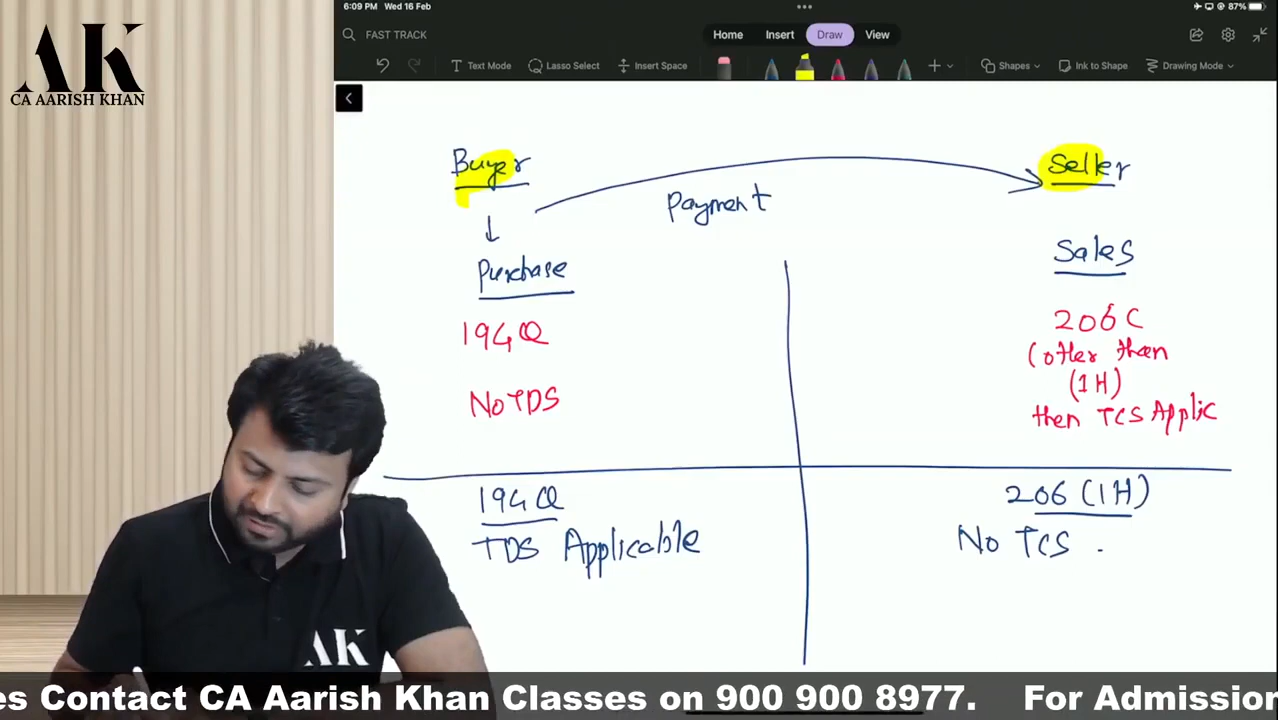 6:09 PM Wed 16 Feb
87%
AK
CA AARISH KHAN
FAST TRACK
Home Insert Draw View
Text Mode Lasso Select Insert Space Shapes Ink to Shape Drawing Mode
Buyer
Seller
Payment
Purchase
Sales
194Q
206C
(other than
(1H)
No TDS
then TCS Applic
194Q
206 (1H)
TDS Applicable
No TCS .
AK
es Contact CA Aarish Khan Classes on 900 900 8977. For Admission